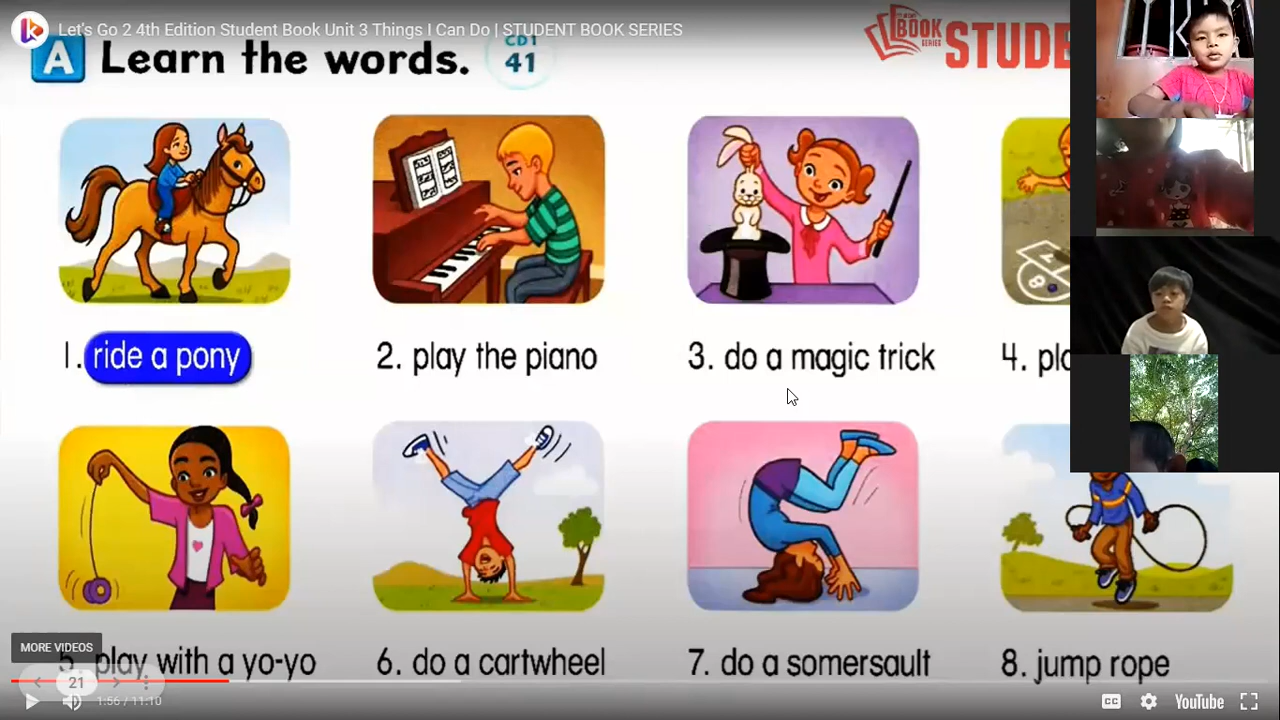 Let's Go 2 4th Edition Student Book Unit 3 Things I Can Do | STUDENT BOOK SERIES
BOOK
SERIES
STUDE
A Learn the words.
CD1
41
1. ride a pony
2. play the piano
3. do a magic trick
4. pla
MORE VIDEOS
5. play with a yo-yo
6. do a cartwheel
7. do a somersault
8. jump rope
21
1:56 / 11:10
CC
YouTube